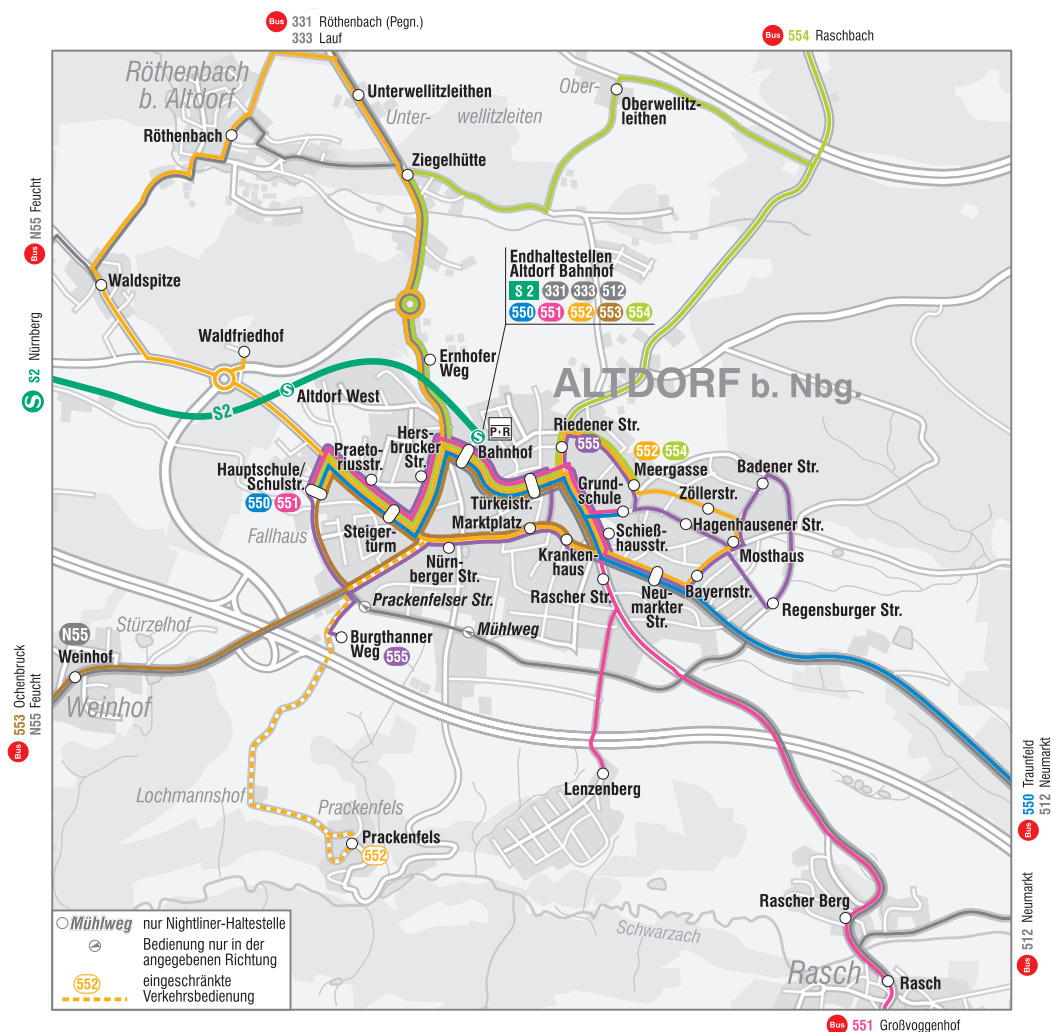 Bus 331 Röthenbach (Pegn.)
333 Lauf
Bus 554 Raschbach
Röthenbach
b. Altdorf
Unterwellitzleithen
Unter-
wellitzleiten
Ober-
Oberwellitz-
leithen
Röthenbach
Ziegelhütte
Bus N55 Feucht
Waldspitze
Endhaltestellen
Altdorf Bahnhof
S 2 331 333 512
550 551 552 553 554
S S2 Nürnberg
Waldfriedhof
Ernhofer
Weg
ALTDORF b. Nbg.
S2
S
Altdorf West
S
P+R
Bahnhof
Hers-
brucker
Str.
Praeto-
riusstr.
Hauptschule/
Schulstr.
550 551
Riedener Str.
555
552 554
Meergasse
Badener Str.
Grund-
schule
Zöllerstr.
Türkeistr.
Marktplatz
Hagenhausener Str.
Schieß-
hausstr.
Mosthaus
Fallhaus
Steiger-
turm
Nürn-
berger Str.
Kranken-
haus
Rascher Str.
Neu-
markter
Str.
Bayernstr.
Regensburger Str.
Prackenfelser Str.
Mühlweg
Burgthanner
Weg 555
N55
Weinhof
Stürzelhof
Weinhof
Bus 553 Ochenbruck
N55 Feucht
Lochmannshof
Prackenfels
Prackenfels
552
Lenzenberg
Bus 550 Traunfeld
512 Neumarkt
Rascher Berg
Schwarzach
Rasch
Rasch
Bus 512 Neumarkt
Bus 551 Großvoggenhof
Mühlweg nur Nightliner-Haltestelle
Bedienung nur in der
angegebenen Richtung
552 eingeschränkte
Verkehrsbedienung